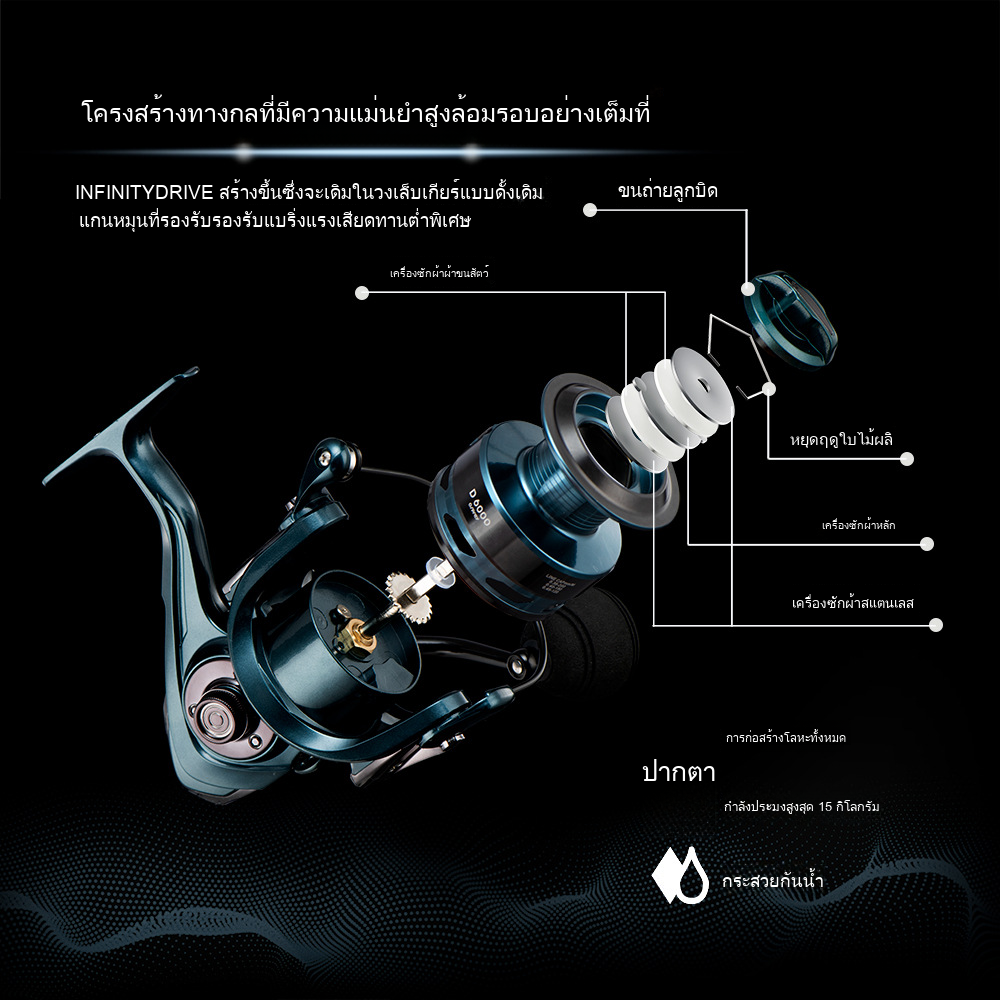 โครงสร้างทางกลที่มีความแม่นยำสูงล้อมรอบอย่างเต็มที่
INFINITYDRIVE สร้างขึ้นซึ่งจะเดิมในวงเล็บเกียร์แบบดั้งเดิม
แกนหมุนที่รองรับรองรับแบริ่งแรงเสียดทานต่ำพิเศษ
ขนถ่ายลูกบิด
เครื่องซักผ้าผ้าขนสัตว์
หยุดฤดูใบไม้ผลิ
D 6000
เครื่องซักผ้าหลัก
เครื่องซักผ้าสแตนเลส
การก่อสร้างโลหะทั้งหมด
ปากตา
กำลังประมงสูงสุด 15 กิโลกรัม
กระสวยกันน้ำ